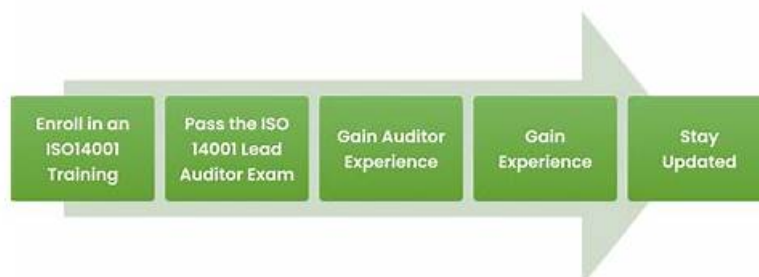 Enroll in an
ISO14001
Training
Pass the ISO
14001 Lead
Auditor Exam
Gain Auditor
Experience
Gain
Experience
Stay
Updated